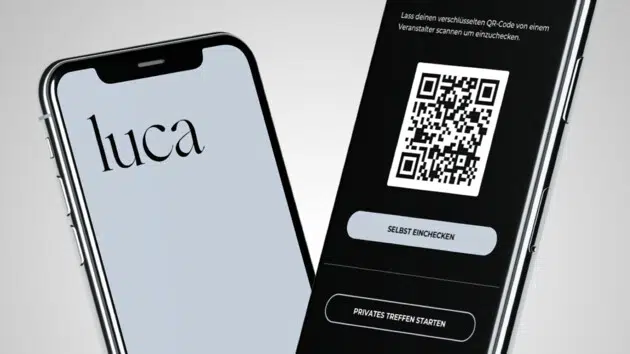 luca
Lass deinen verschlüsselten QR-Code von einem
Veranstalter scannen um einzuchecken.
SELBST EINCHECKEN
PRIVATES TREFFEN STARTEN